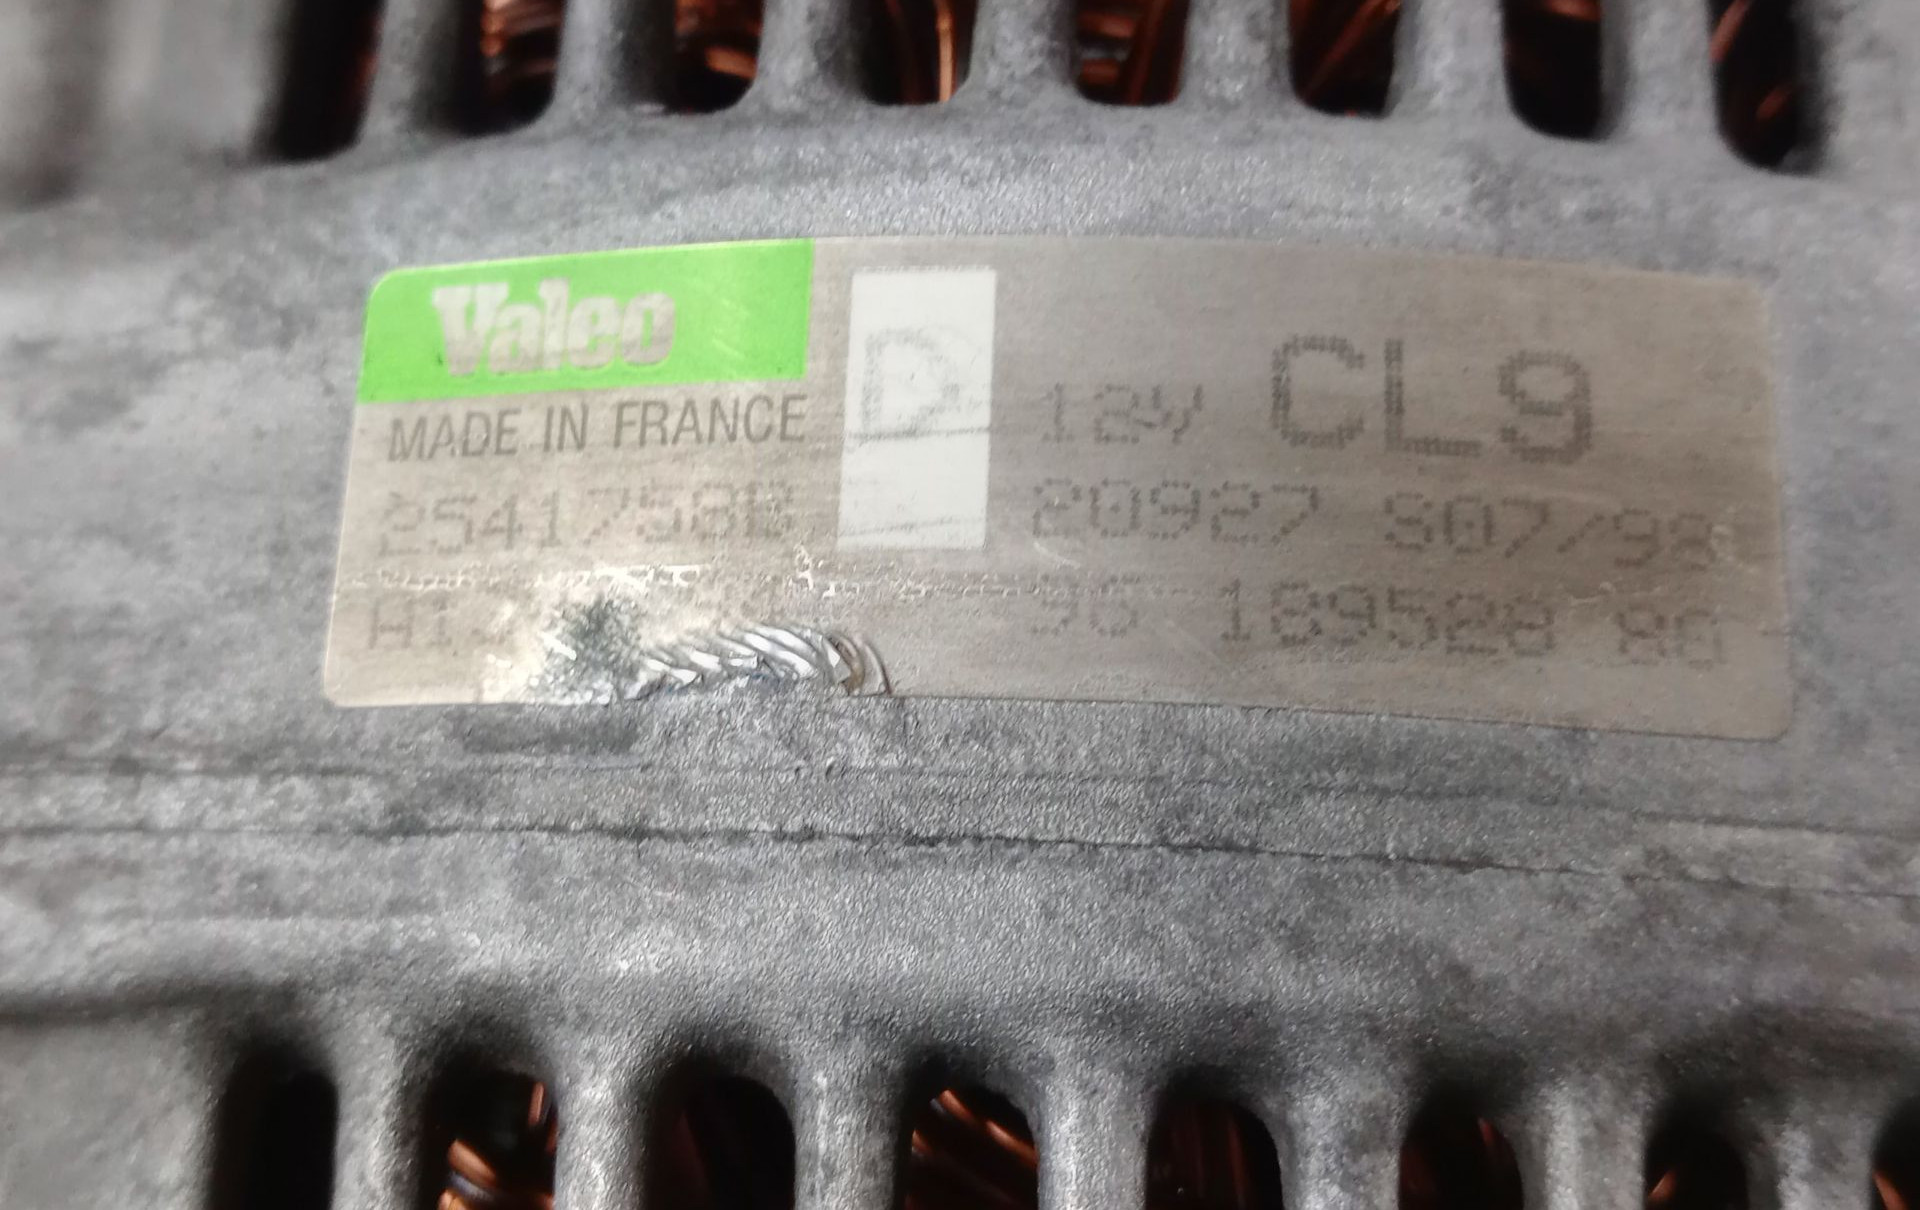 Valeo
MADE IN FRANCE
D 12V CL9
2541758B
20927 S07/98
96 189528 80